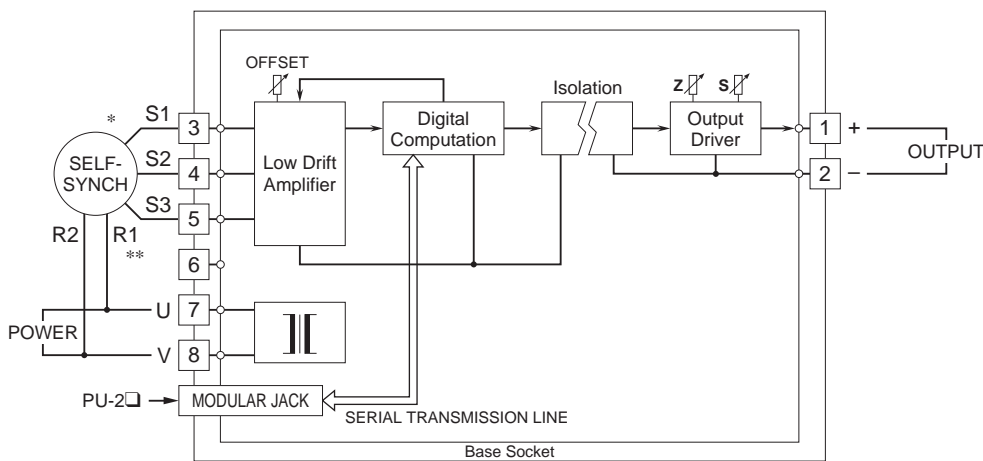 OFFSET
Isolation
Z
S
*
S1
3
SELF-
SYNCH
S2
4
S3
5
R2
R1
**
6
Low Drift
Amplifier
Digital
Computation
Output
Driver
1
+
OUTPUT
2
–
POWER
U
7
V
8
PU-2❑
MODULAR JACK
SERIAL TRANSMISSION LINE
Base Socket